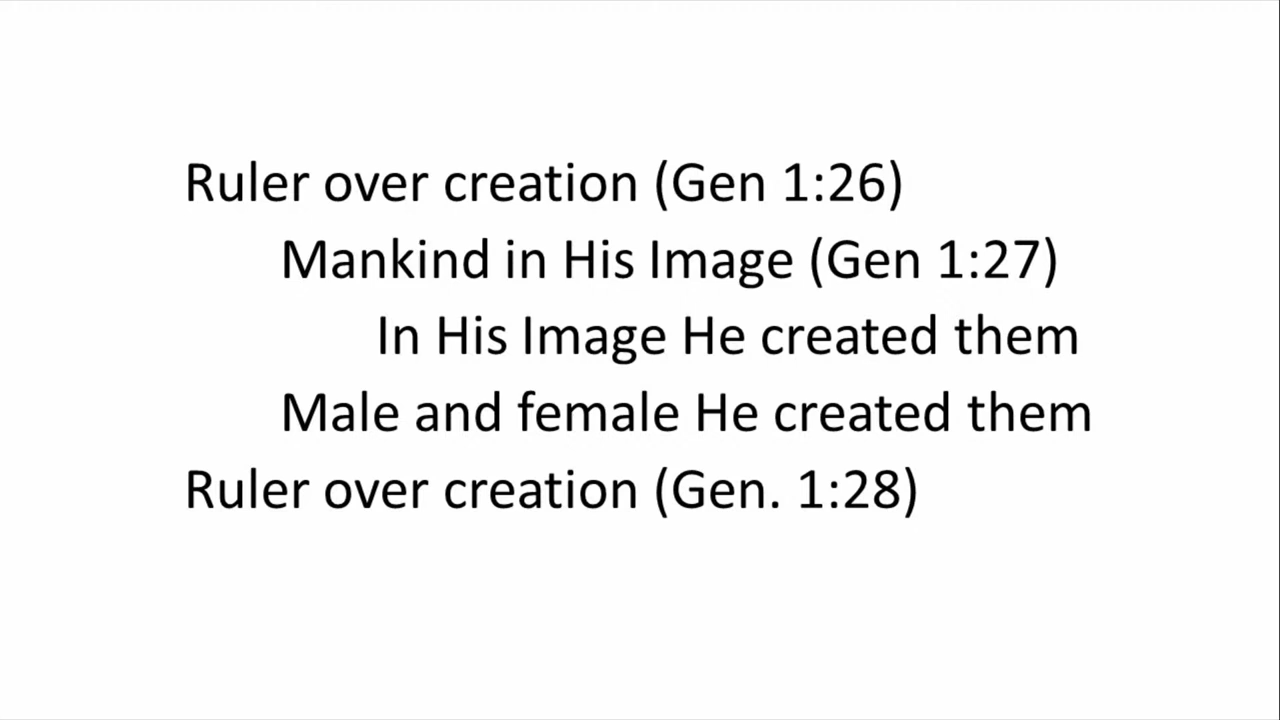 Ruler over creation (Gen 1:26)
Mankind in His Image (Gen 1:27)
In His Image He created them
Male and female He created them
Ruler over creation (Gen. 1:28)